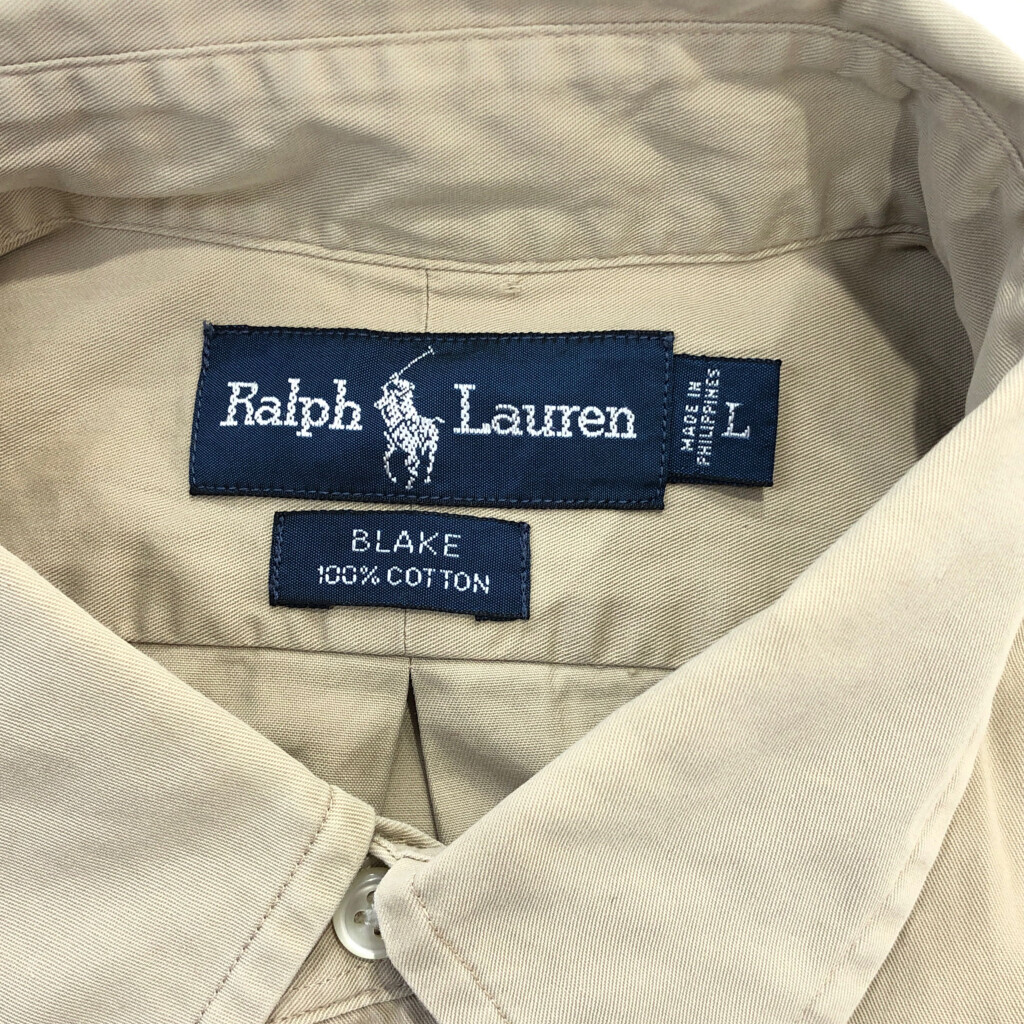 Ralph Lauren
MADE IN
PHILIPPINES
L
BLAKE
100% COTTON